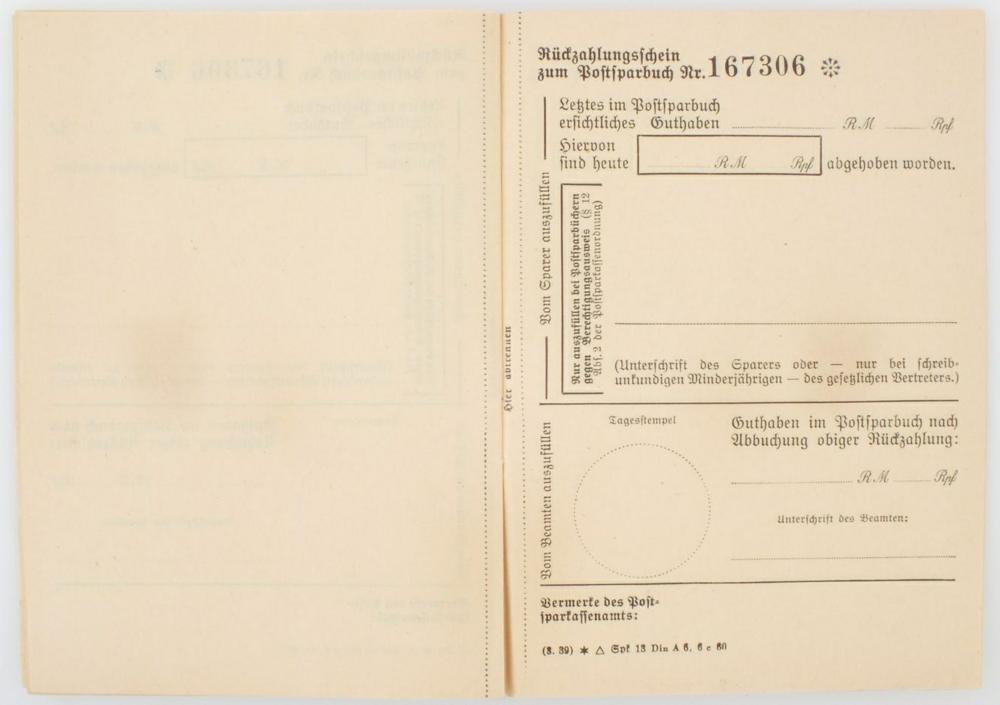 Rückzahlungsschein
zum Postsparbuch Nr. 167306 ❊
Letztes im Postsparbuch
ersichtliches Guthaben RM Rpf
Hiervon
sind heute RM Rpf abgehoben worden.
Vom Sparer auszufüllen
Nur auszufüllen bei Postsparbüchern
gegen Berechtigungsausweis (§ 12
Abs. 2 der Postsparkassenordnung)
(Unterschrift des Sparers oder — nur bei schreib-
unkundigen Minderjährigen — des gesetzlichen Vertreters.)
Hier abtrennen
Vom Beamten auszufüllen
Tagesstempel
Guthaben im Postsparbuch nach
Abbuchung obiger Rückzahlung:
RM Rpf
Unterschrift des Beamten:
Vermerke des Post-
sparkassenamts:
(8. 39) ✶ △ Spk 13 Din A 6, 6 c 60